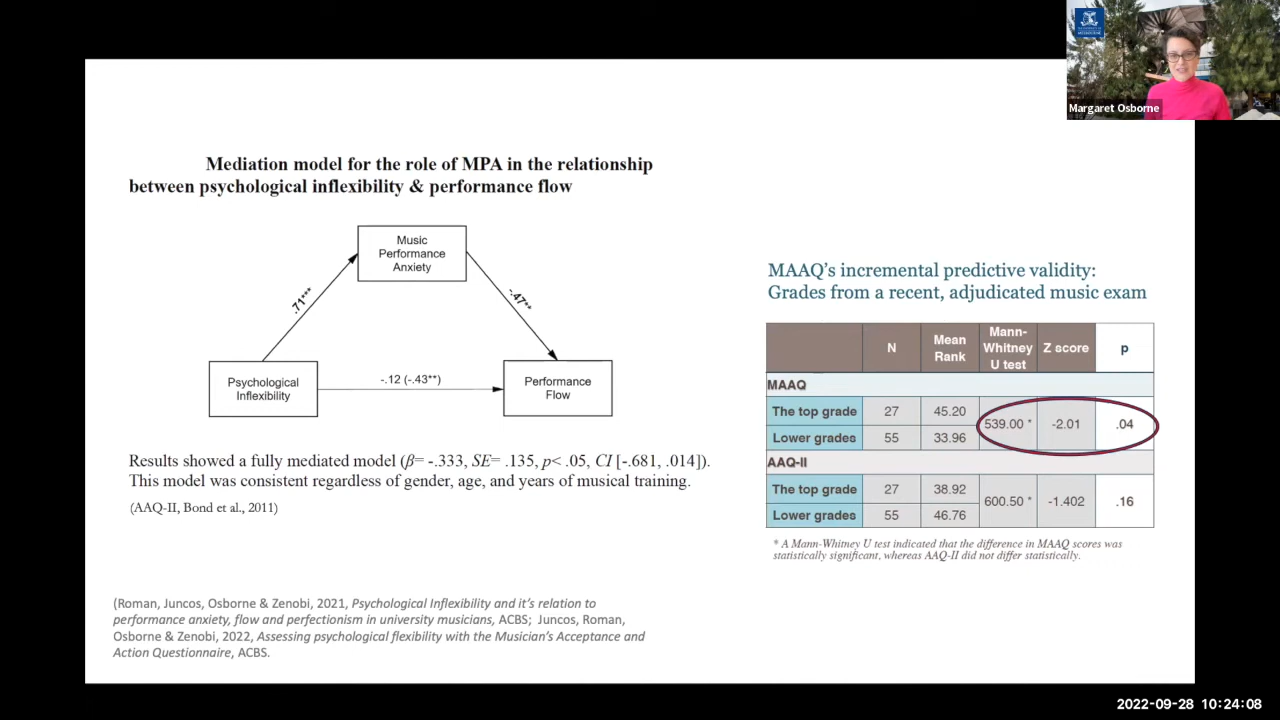 Margaret Osborne
Mediation model for the role of MPA in the relationship
between psychological inflexibility & performance flow
Music
Performance
Anxiety
.71***
-.47**
Psychological
Inflexibility
-.12 (-.43**)
Performance
Flow
Results showed a fully mediated model (β= -.333, SE= .135, p< .05, CI [-.681, .014]).
This model was consistent regardless of gender, age, and years of musical training.
(AAQ-II, Bond et al., 2011)
(Roman, Juncos, Osborne & Zenobi, 2021, Psychological Inflexibility and it's relation to
performance anxiety, flow and perfectionism in university musicians, ACBS;  Juncos, Roman,
Osborne & Zenobi, 2022, Assessing psychological flexibility with the Musician's Acceptance and
Action Questionnaire, ACBS.
MAAQ's incremental predictive validity:
Grades from a recent, adjudicated music exam
N Mean Rank Mann-Whitney U test Z score p
MAAQ
The top grade 27 45.20 539.00 * -2.01 .04
Lower grades 55 33.96
AAQ-II
The top grade 27 38.92 600.50 * -1.402 .16
Lower grades 55 46.76
* A Mann-Whitney U test indicated that the difference in MAAQ scores was
statistically significant, whereas AAQ-II did not differ statistically.
2022-09-28 10:24:08